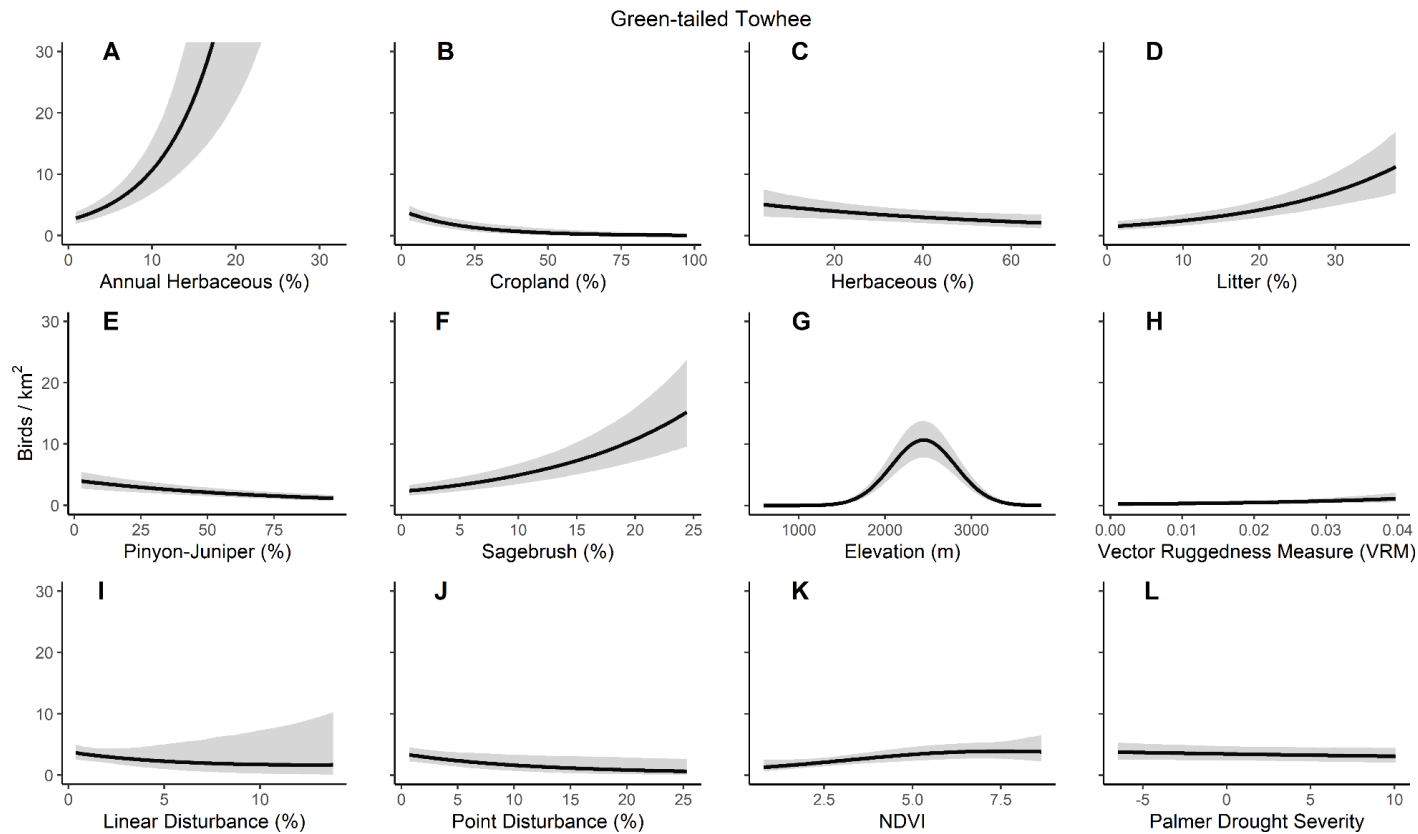 Green-tailed Towhee
A
B
C
D
30
20
10
0
0 10 20 30
0 25 50 75 100
20 40 60
10 20 30
Annual Herbaceous (%)
Cropland (%)
Herbaceous (%)
Litter (%)
Birds / km²
E
F
G
H
30
20
10
0
0 25 50 75
0 5 10 15 20 25
1000 2000 3000
0.00 0.01 0.02 0.03 0.04
Pinyon-Juniper (%)
Sagebrush (%)
Elevation (m)
Vector Ruggedness Measure (VRM)
I
J
K
L
30
20
10
0
0 5 10
0 5 10 15 20 25
2.5 5.0 7.5
-5 0 5 10
Linear Disturbance (%)
Point Disturbance (%)
NDVI
Palmer Drought Severity